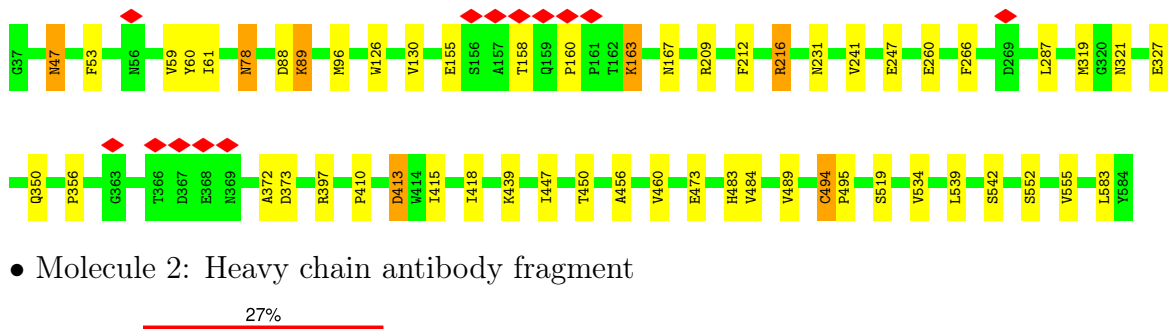 G37 N47 F53 N56 V59 Y60 I61 N78 D88 K89 M96 W126 V130 E155 S156 A157 T158 Q159 P160 P161 T162 K163 N167 R209 F212 R216 N231 V241 E247 E260 F266 D269 L287 M319 G320 N321 E327
Q350 P356 G363 T366 D367 E368 N369 A372 D373 R397 P410 D413 W414 I415 I418 K439 I447 T450 A456 V460 E473 H483 V484 V489 C494 P495 S519 V534 L539 S542 S552 V555 L583 Y584
• Molecule 2: Heavy chain antibody fragment
27%